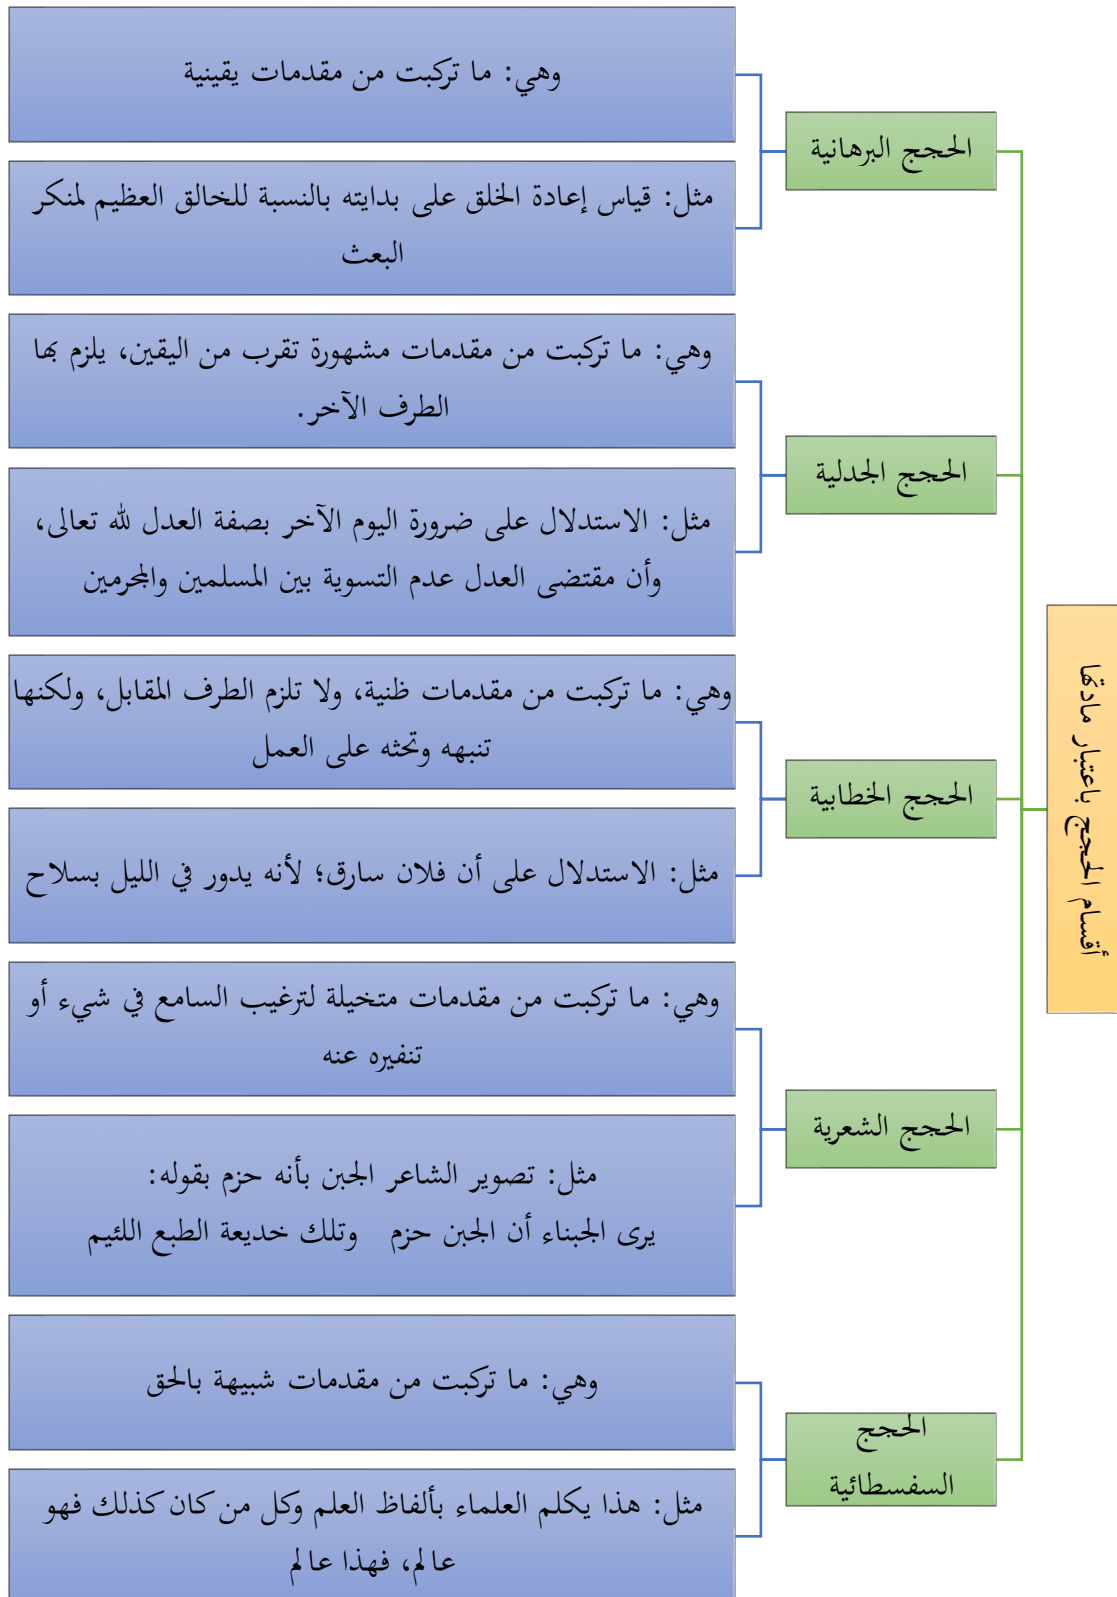 أقسام الحجج باعتبار مادتها
الحجج البرهانية
وهي: ما تركبت من مقدمات يقينية
مثل: قياس إعادة الخلق على بدايته بالنسبة للخالق العظيم لمنكر
البعث
الحجج الجدلية
وهي: ما تركبت من مقدمات مشهورة تقرب من اليقين، يلزم بها
الطرف الآخر.
مثل: الاستدلال على ضرورة اليوم الآخر بصفة العدل لله تعالى،
وأن مقتضى العدل عدم التسوية بين المسلمين والمجرمين
الحجج الخطابية
وهي: ما تركبت من مقدمات ظنية، ولا تلزم الطرف المقابل، ولكنها
تنبهه وتحثه على العمل
مثل: الاستدلال على أن فلان سارق؛ لأنه يدور في الليل بسلاح
الحجج الشعرية
وهي: ما تركبت من مقدمات متخيلة لترغيب السامع في شيء أو
تنفيره عنه
مثل: تصوير الشاعر الجبن بأنه حزم بقوله:
يرى الجبناء أن الجبن حزم وتلك خديعة الطبع اللئيم
الحجج
السفسطائية
وهي: ما تركبت من مقدمات شبيهة بالحق
مثل: هذا يكلم العلماء بألفاظ العلم وكل من كان كذلك فهو
عالم، فهذا عالم